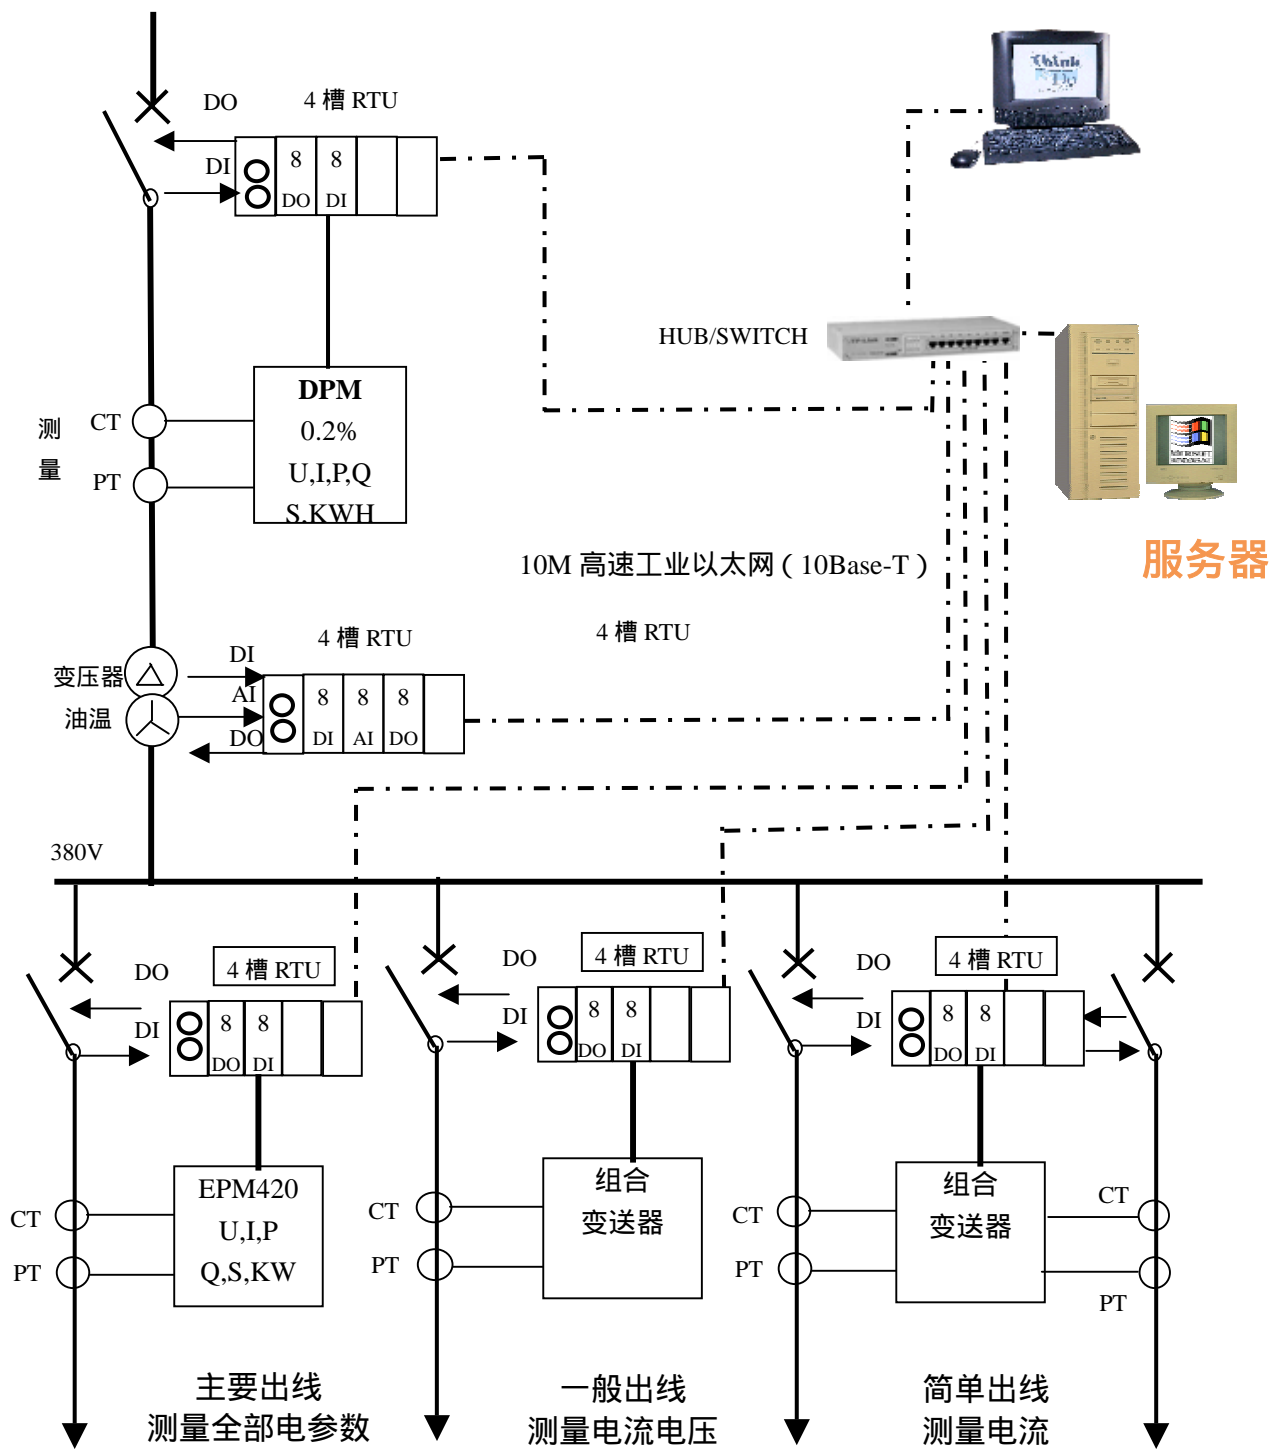 DO
4 槽 RTU
DI
8
8
DO
DI
HUB/SWITCH
DPM
0.2%
U,I,P,Q
S.KWH
测
量
CT
PT
服务器
10M 高速工业以太网（10Base-T）
4 槽 RTU
4 槽 RTU
变压器
油温
DI
AI
DO
8
8
8
DI
AI
DO
380V
DO
4 槽 RTU
DI
8
8
DO
DI
DO
4 槽 RTU
DI
8
8
DO
DI
DO
4 槽 RTU
DI
8
8
DO
DI
EPM420
U,I,P
Q,S,KW
CT
PT
组合
变送器
CT
PT
组合
变送器
CT
PT
CT
PT
主要出线
测量全部电参数
一般出线
测量电流电压
简单出线
测量电流